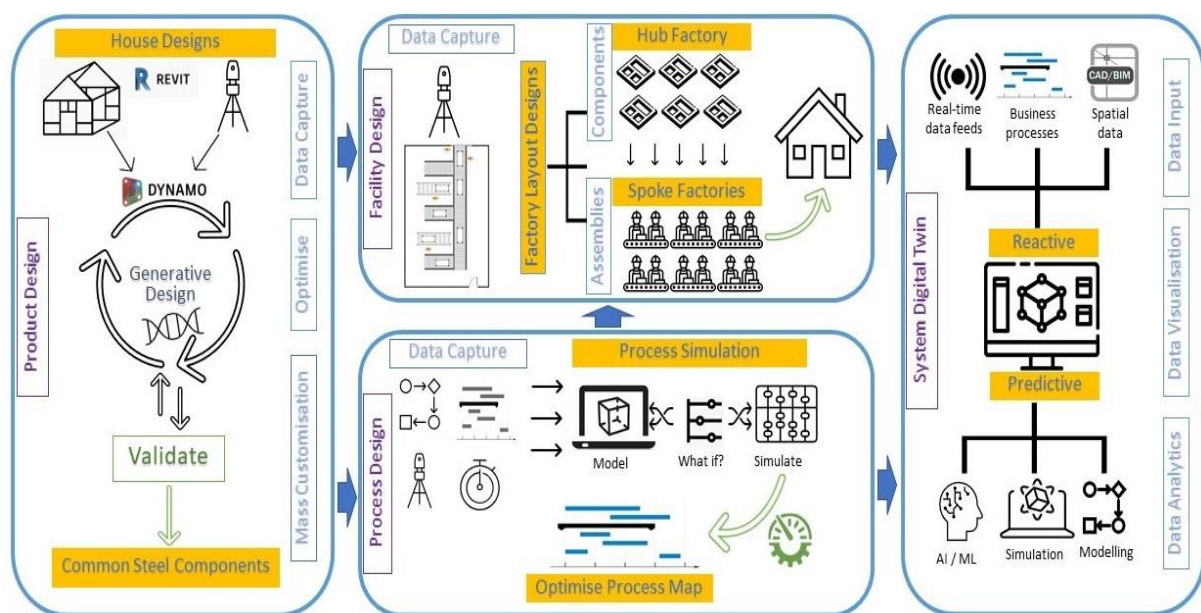 House Designs
R REVIT
DYNAMO
Generative
Design
Validate
Common Steel Components
Product Design
Data Capture
Optimise
Mass Customisation
Data Capture
Facility Design
Factory Layout Designs
Components
Assemblies
Hub Factory
Spoke Factories
Data Capture
Process Design
Process Simulation
Model
What if?
Simulate
Optimise Process Map
System Digital Twin
CAD/BIM
Real-time
data feeds
Business
processes
Spatial
data
Reactive
Predictive
AI / ML
Simulation
Modelling
Data Input
Data Visualisation
Data Analytics